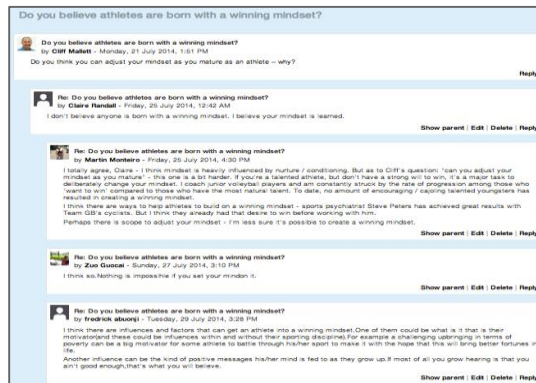 Do you believe athletes are born with a winning mindset?
Do you believe athletes are born with a winning mindset?
by Cliff Mallett - Monday, 21 July 2014, 1:51 PM
Do you think you can adjust your mindset as you mature as an athlete – why?
Reply
Re: Do you believe athletes are born with a winning mindset?
by Claire Randall - Friday, 25 July 2014, 12:42 AM
I don't believe anyone is born with a winning mindset. I believe your mindset is learned.
Show parent | Edit | Delete | Reply
Re: Do you believe athletes are born with a winning mindset?
by Martin Monteiro - Friday, 25 July 2014, 4:30 PM
I totally agree, Claire - I think mindset is heavily influenced by nurture / conditioning. But as to Cliff's question: "can you adjust your
mindset as you mature" - this one is a bit harder. If you're a talented athlete, but don't have a strong will to win, it's a major task to
deliberately change your mindset. I coach junior volleyball players and am constantly struck by the rate of progression among those who
'want to win' compared to those who have the most natural talent. To date, no amount of encouraging / cajoling talented youngsters has
resulted in creating a winning mindset.
I think there are ways to help athletes to build on a winning mindset - sports psychiatrist Steve Peters has achieved great results with
Team GB's cyclists. But I think they already had that desire to win before working with him.
Perhaps there is scope to adjust your mindset - I'm less sure it's possible to create a winning mindset.
Show parent | Edit | Delete | Reply
Re: Do you believe athletes are born with a winning mindset?
by Zuo Guocai - Sunday, 27 July 2014, 3:10 PM
I think so.Nothing is impossible if you set your mindon it.
Show parent | Edit | Delete | Reply
Re: Do you believe athletes are born with a winning mindset?
by fredrick abuonji - Tuesday, 29 July 2014, 3:28 PM
I think there are influences and factors that can get an athlete into a winning mindset.One of them could be what is it that is their
motivator(and these could be influences within and without their sporting discipline).For example a challenging upbringing in terms of
poverty can be a big motivator for some athlete to battle through his/her sport to make it with the hope that this will bring better fortunes in
life.
Another influence can be the kind of positive messages his/her mind is fed to as they grow up.If most of all you grow hearing is that you
ain't good enough,that's what you will believe.
Show parent | Edit | Delete | Reply